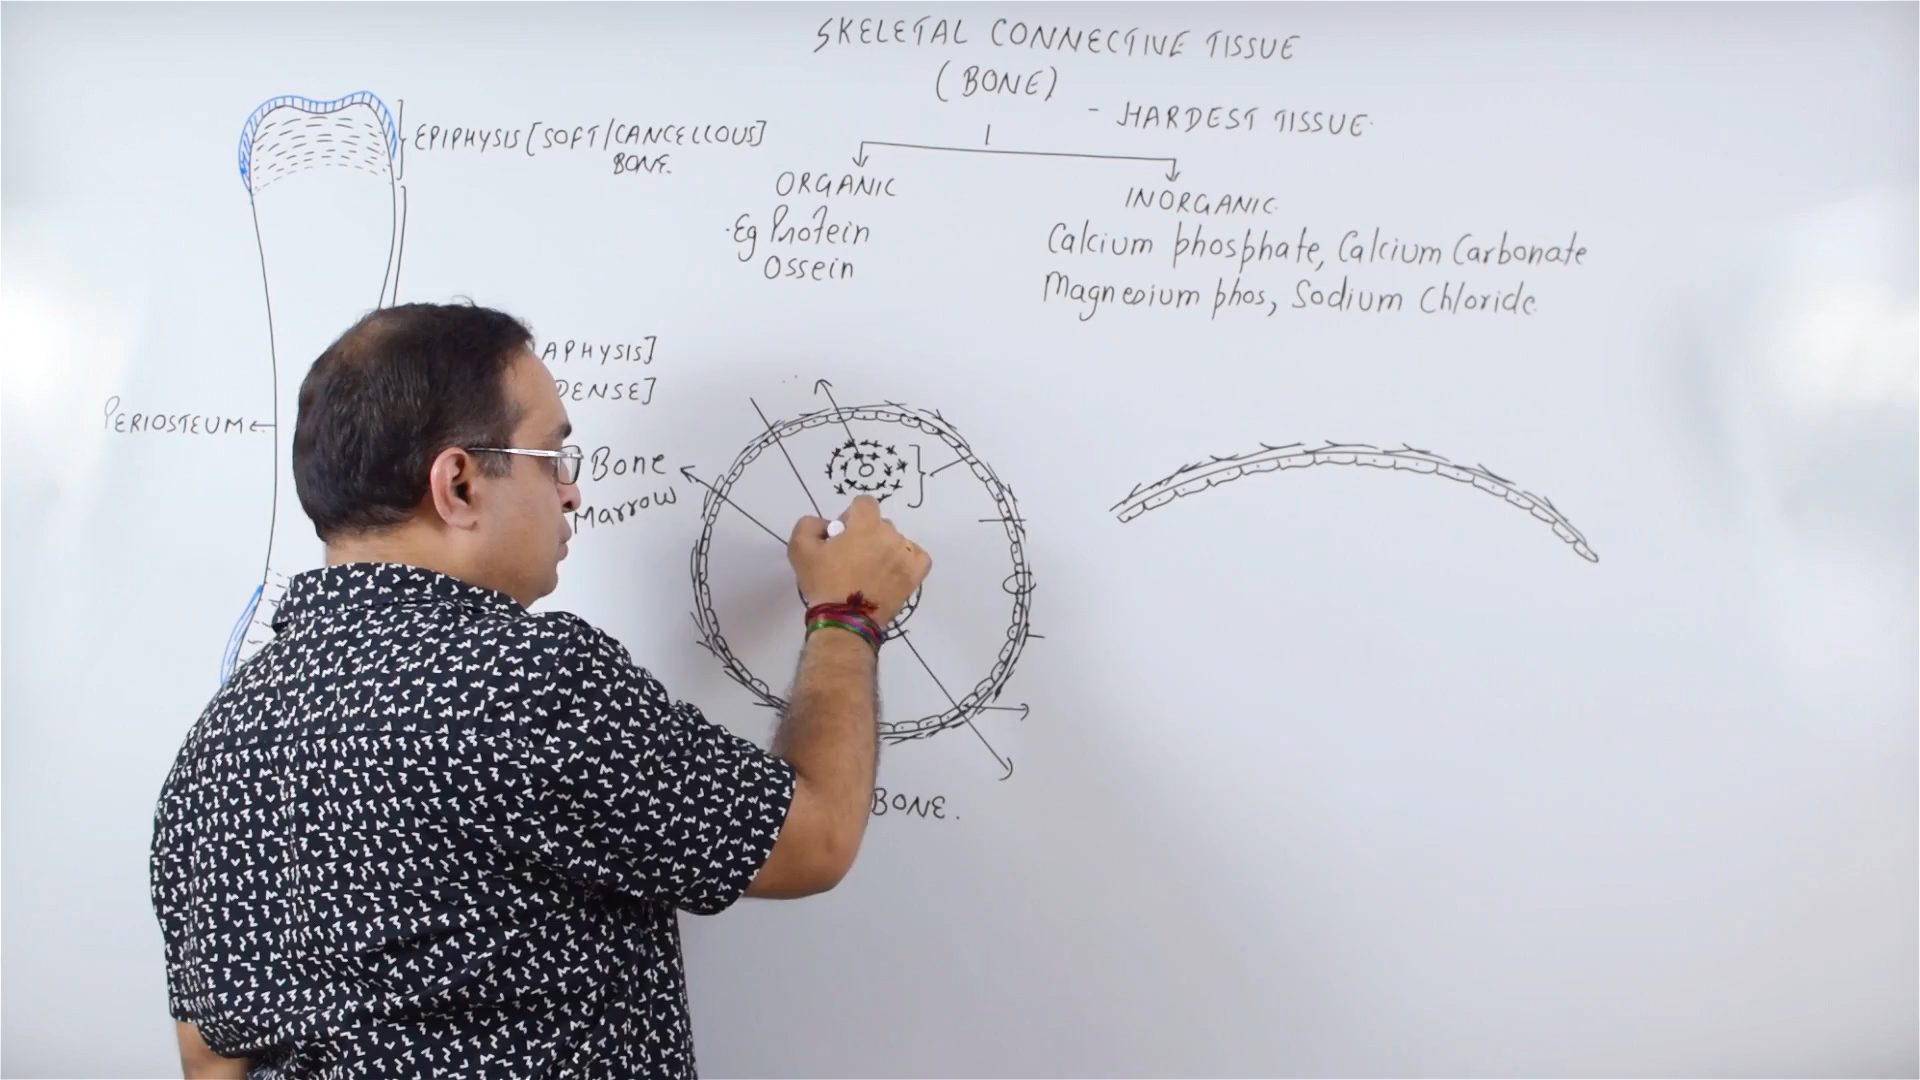 SKELETAL CONNECTIVE TISSUE
(BONE)
- HARDEST TISSUE.
EPIPHYSIS [SOFT/CANCELLOUS]
BONE.
ORGANIC
Eg Protein
Ossein
INORGANIC.
Calcium phosphate, Calcium Carbonate
Magnesium phos, Sodium Chloride.
APHYSIS]
DENSE]
PERIOSTEUM
Bone
Marrow
BONE.